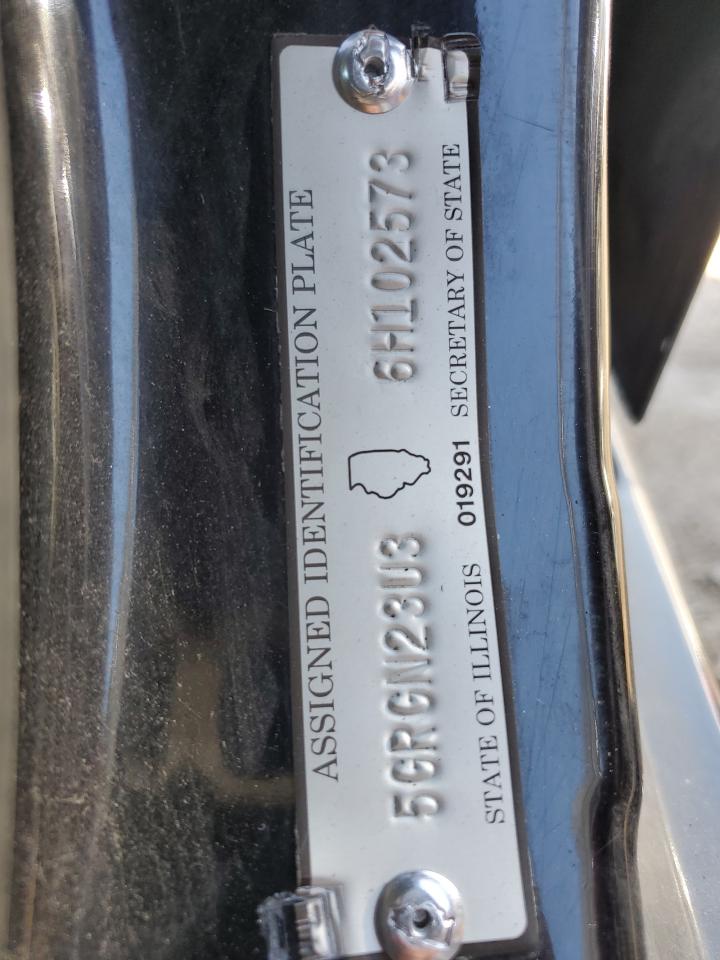 ASSIGNED IDENTIFICATION PLATE
5GRGN23U3 6H102573
STATE OF ILLINOIS 019291 SECRETARY OF STATE